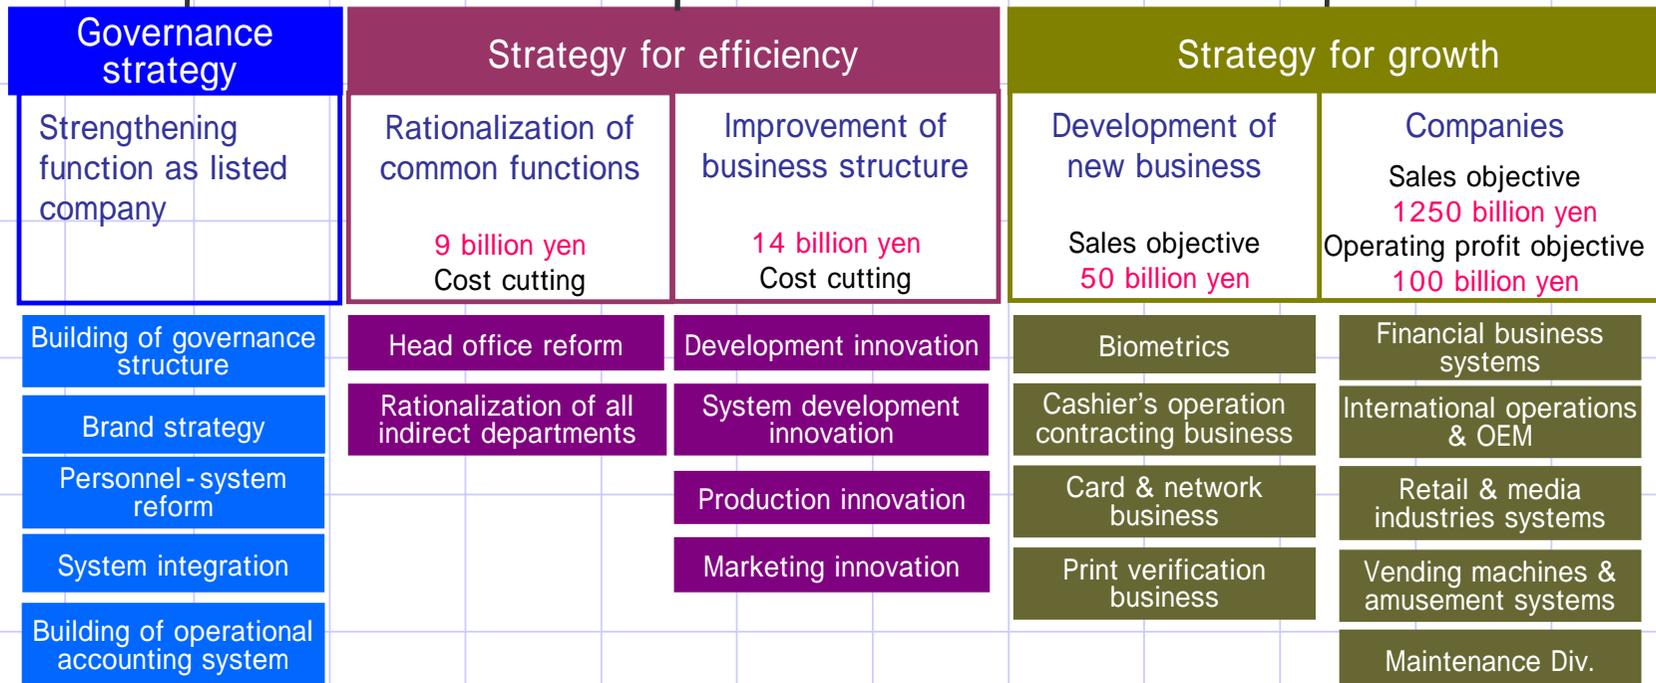 Governance
strategy
Strengthening
function as listed
company
Building of governance
structure
Brand strategy
Personnel-system
reform
System integration
Building of operational
accounting system
Strategy for efficiency
Rationalization of
common functions
9 billion yen
Cost cutting
Head office reform
Rationalization of all
indirect departments
Improvement of
business structure
14 billion yen
Cost cutting
Development innovation
System development
innovation
Production innovation
Marketing innovation
Strategy for growth
Development of
new business
Sales objective
50 billion yen
Biometrics
Cashier’s operation
contracting business
Card & network
business
Print verification
business
Companies
Sales objective
1250 billion yen
Operating profit objective
100 billion yen
Financial business
systems
International operations
& OEM
Retail & media
industries systems
Vending machines &
amusement systems
Maintenance Div.